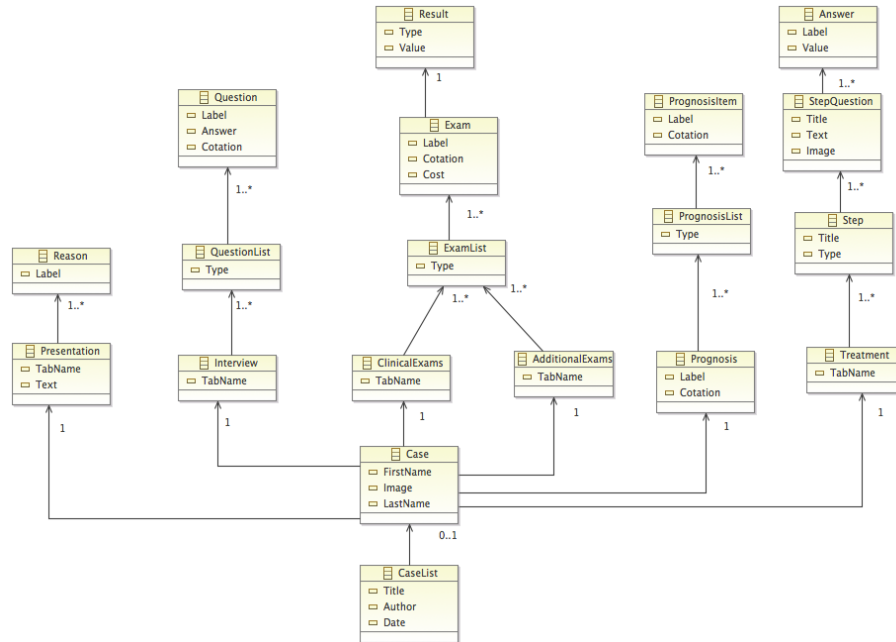 Result
Type
Value
Answer
Label
Value
1
1..*
Question
Label
Answer
Cotation
PrognosisItem
Label
Cotation
StepQuestion
Title
Text
Image
Exam
Label
Cotation
Cost
1..*
1..*
1..*
1..*
Reason
Label
QuestionList
Type
ExamList
Type
PrognosisList
Type
Step
Title
Type
1..*
1..*
1..*
1..*
1..*
1..*
Presentation
TabName
Text
Interview
TabName
ClinicalExams
TabName
AdditionalExams
TabName
Prognosis
Label
Cotation
Treatment
TabName
1
1
1
1
1
1
Case
FirstName
Image
LastName
0..1
CaseList
Title
Author
Date